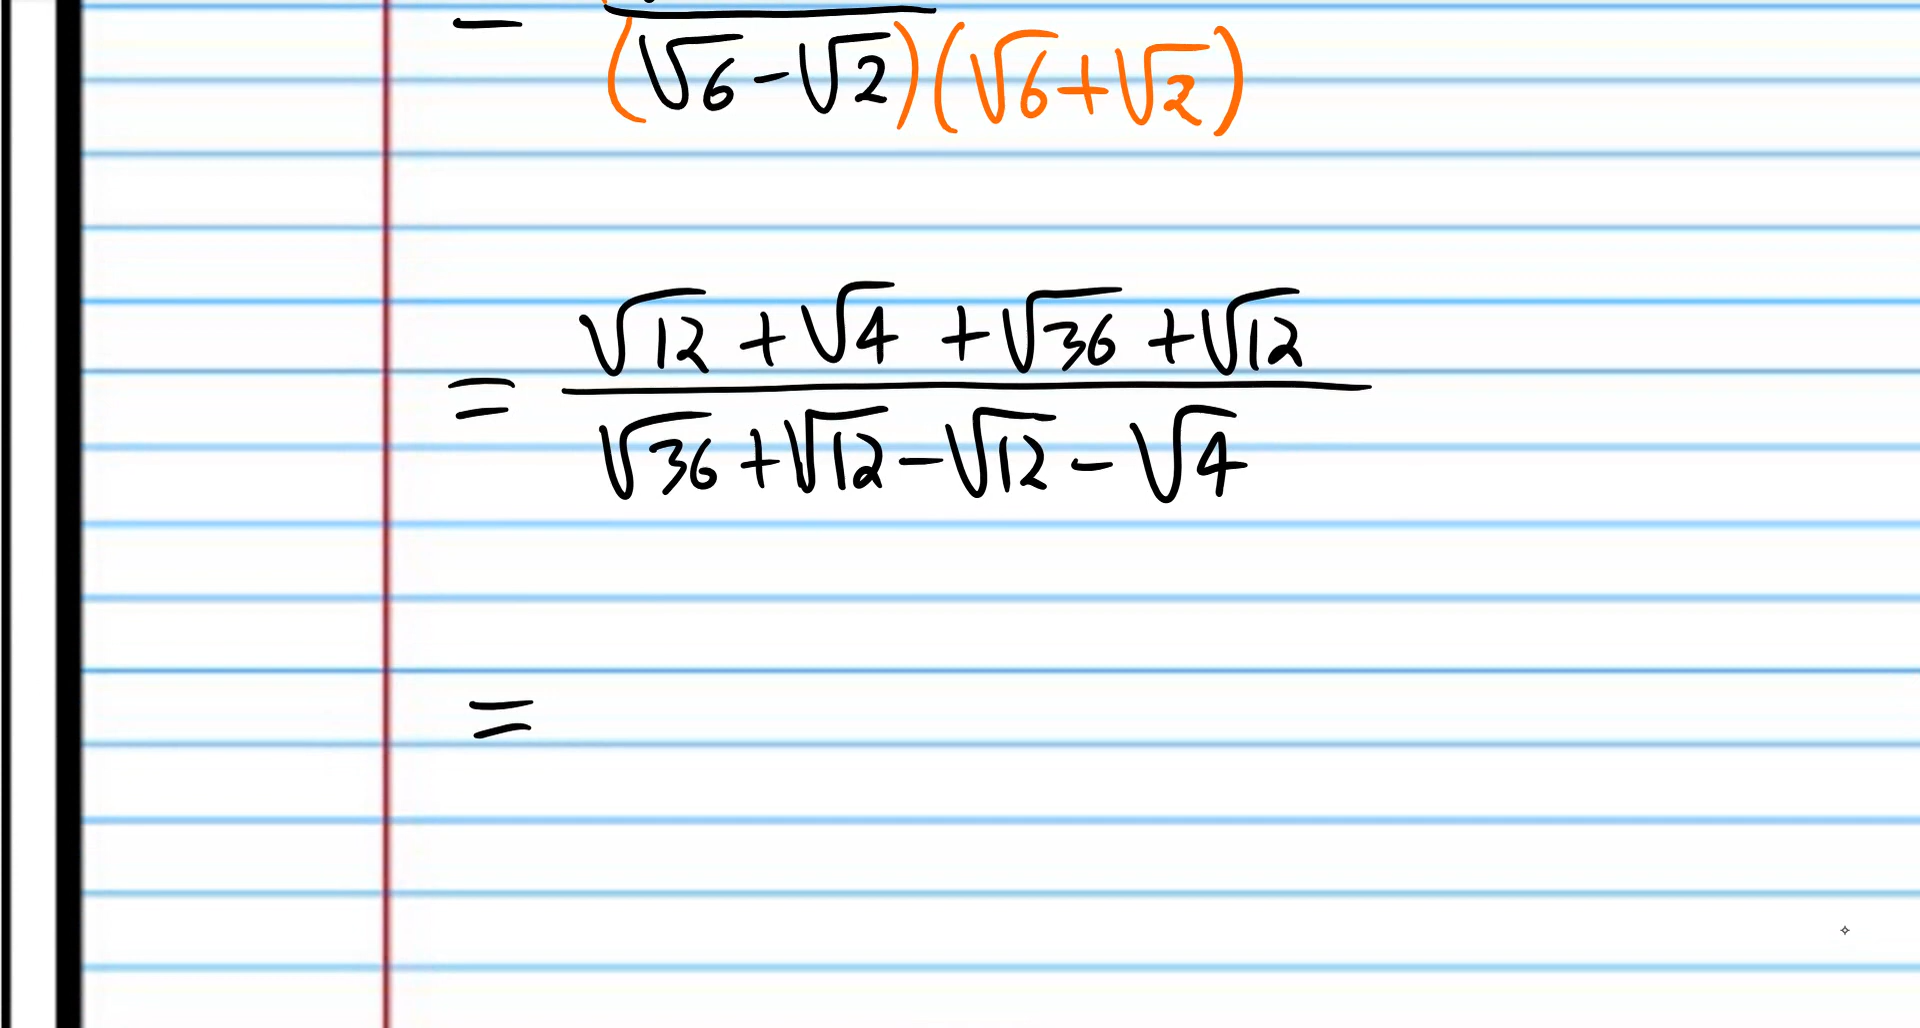 = (√6-√2)(√6+√2)
= √12 + √4 + √36 + √12
√36 + √12 - √12 - √4
=